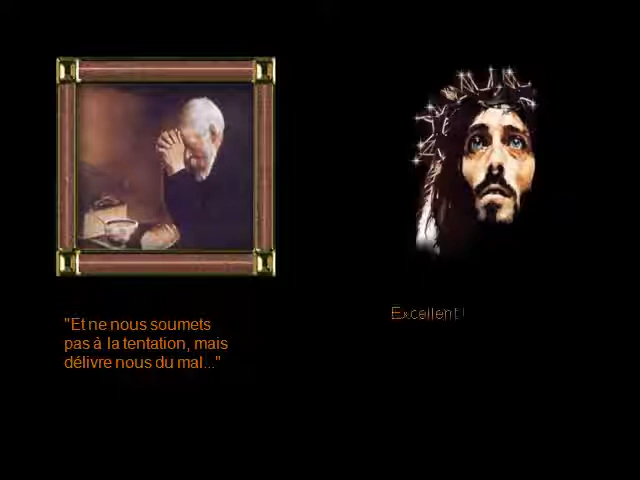 "Et ne nous soumets
pas à la tentation, mais
délivre nous du mal..."
Excellent !